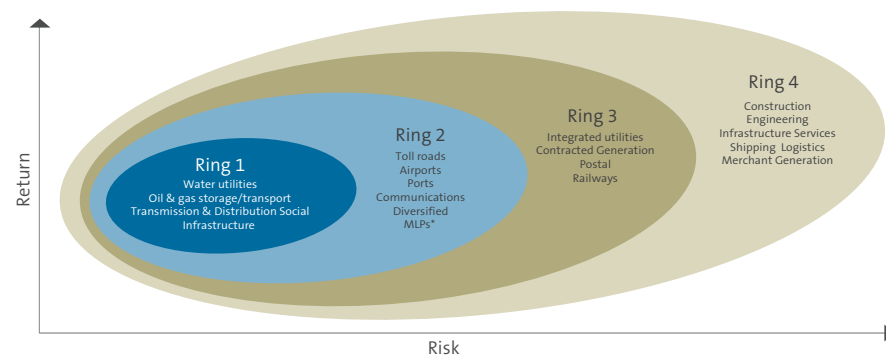 Return
Ring 1
Water utilities
Oil & gas storage/transport
Transmission & Distribution Social
Infrastructure
Ring 2
Toll roads
Airports
Ports
Communications
Diversified
MLPs*
Ring 3
Integrated utilities
Contracted Generation
Postal
Railways
Ring 4
Construction
Engineering
Infrastructure Services
Shipping Logistics
Merchant Generation
Risk